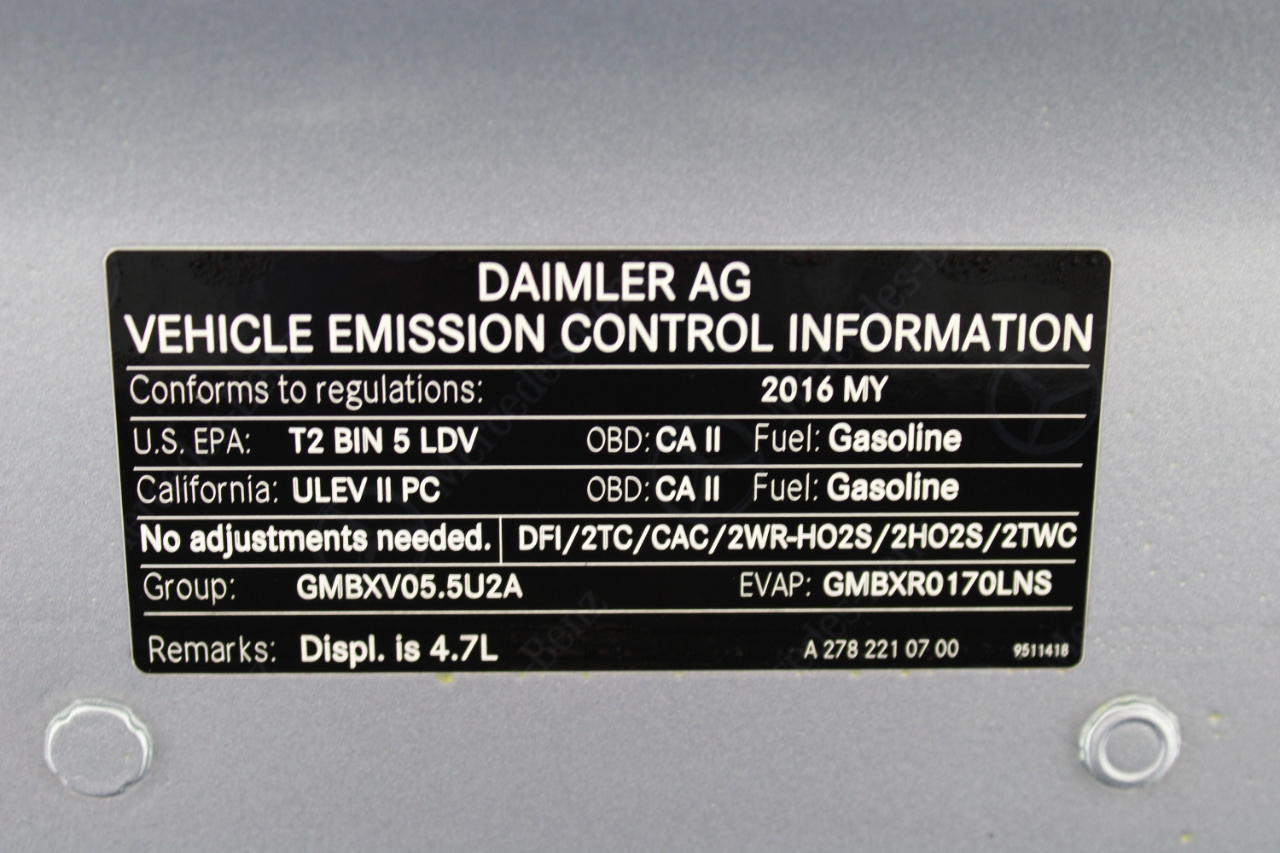 DAIMLER AG
VEHICLE EMISSION CONTROL INFORMATION
Conforms to regulations: 2016 MY
U.S. EPA: T2 BIN 5 LDV OBD: CA II Fuel: Gasoline
California: ULEV II PC OBD: CA II Fuel: Gasoline
No adjustments needed. DFI/2TC/CAC/2WR-HO2S/2HO2S/2TWC
Group: GMBXV05.5U2A EVAP: GMBXR0170LNS
Remarks: Displ. is 4.7L A 278 221 07 00 9511418